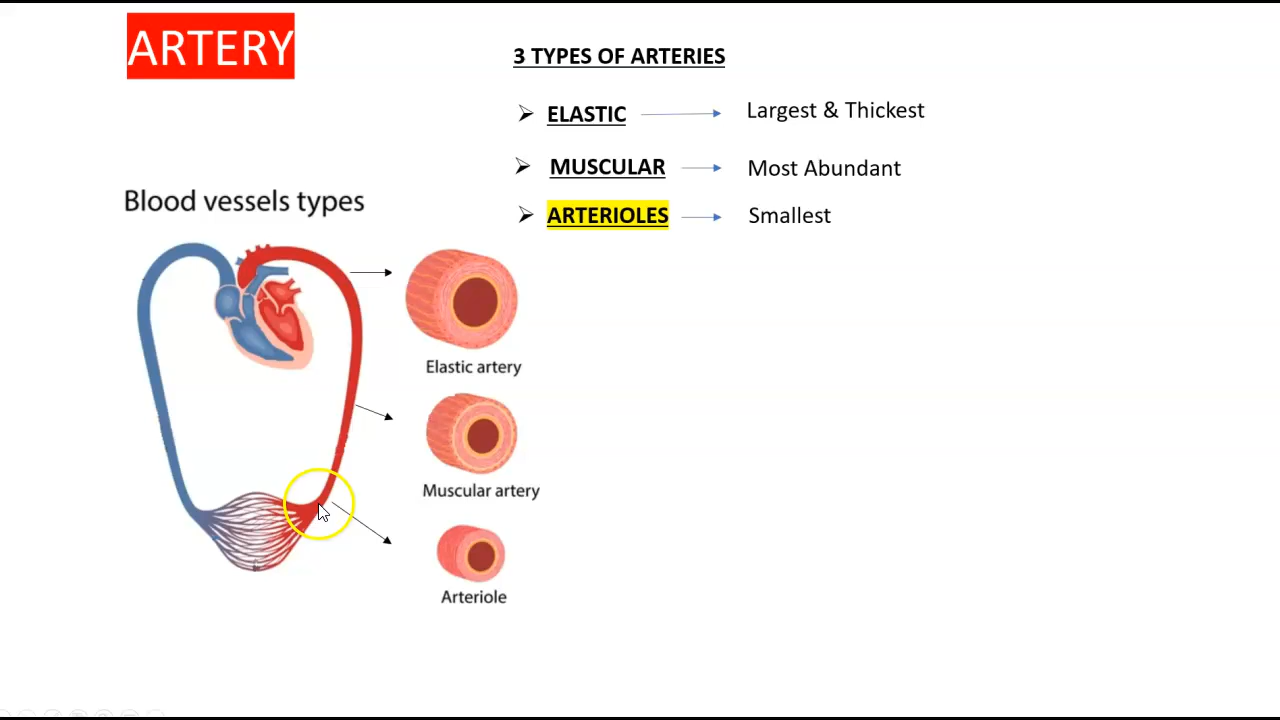 ARTERY
3 TYPES OF ARTERIES
ELASTIC Largest & Thickest
MUSCULAR Most Abundant
ARTERIOLES Smallest
Blood vessels types
Elastic artery
Muscular artery
Arteriole